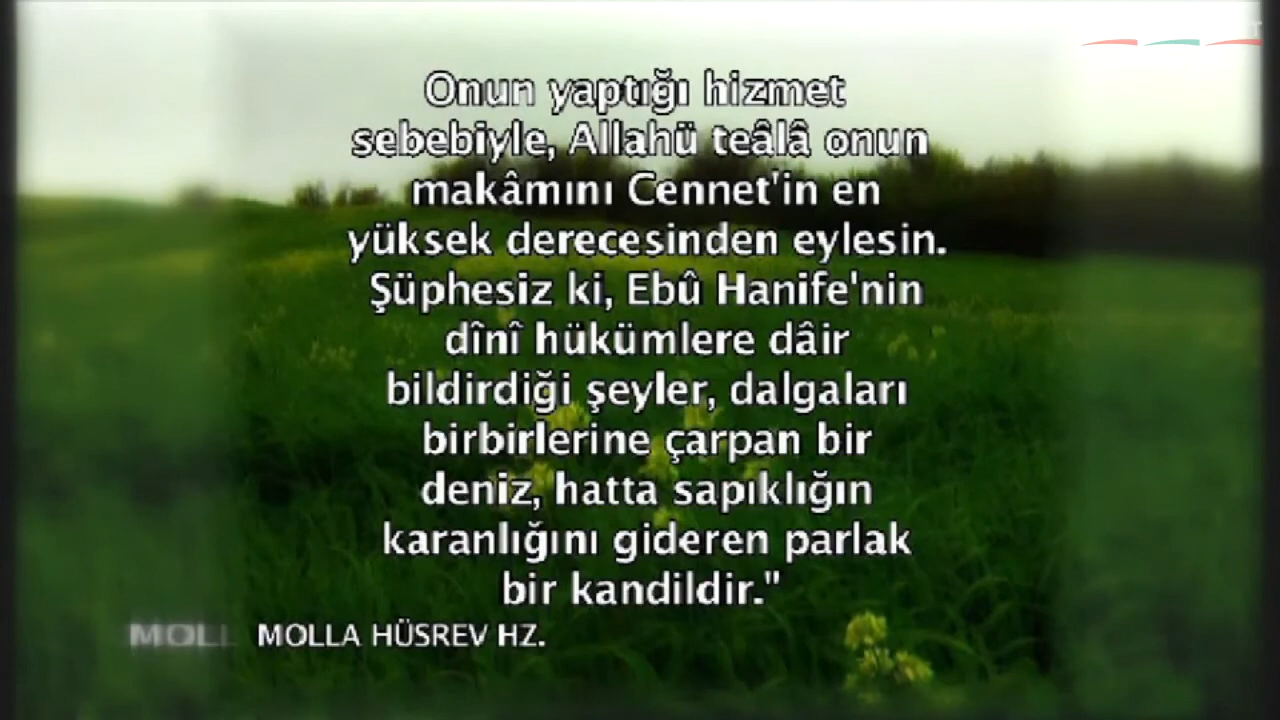 Onun yaptığı hizmet
sebebiyle, Allahü teâlâ onun
makâmını Cennet'in en
yüksek derecesinden eylesin.
Şüphesiz ki, Ebû Hanife'nin
dînî hükümlere dâir
bildirdiği şeyler, dalgaları
birbirlerine çarpan bir
deniz, hatta sapıklığın
karanlığını gideren parlak
bir kandildir."
MOLL MOLLA HÜSREV HZ.